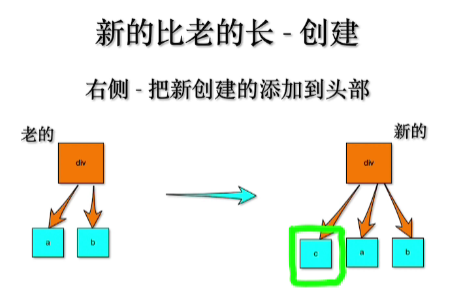 新的比老的长 - 创建
右侧 - 把新创建的添加到头部
老的
新的
div
div
a
b
c
a
b